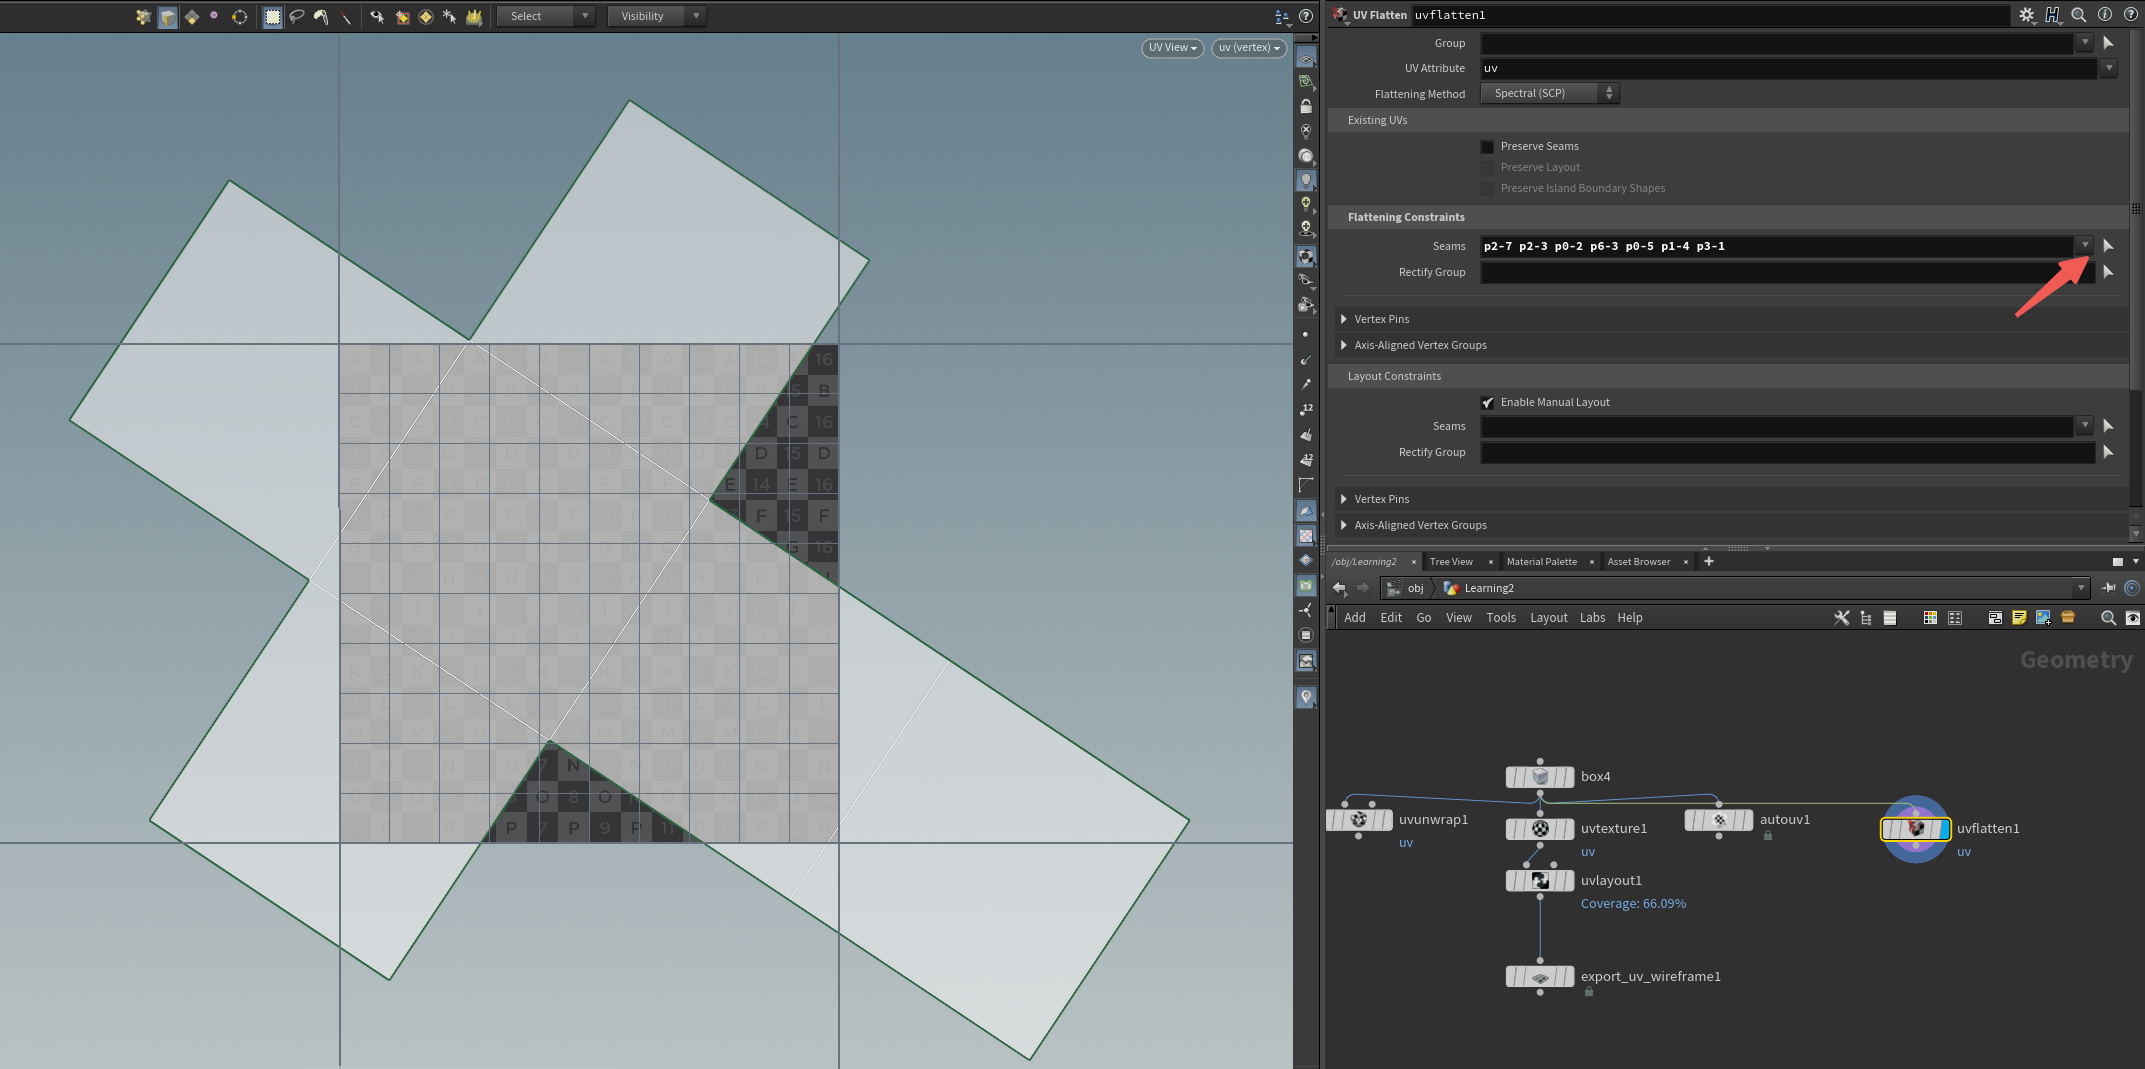 Select
Visibility
UV View
uv (vertex)
UV Flatten uvflatten1
Group
UV Attribute uv
Flattening Method Spectral (SCP)
Existing UVs
Preserve Seams
Preserve Layout
Preserve Island Boundary Shapes
Flattening Constraints
Seams p2-7 p2-3 p0-2 p6-3 p0-5 p1-4 p3-1
Rectify Group
Vertex Pins
Axis-Aligned Vertex Groups
Layout Constraints
Enable Manual Layout
Seams
Rectify Group
Vertex Pins
Axis-Aligned Vertex Groups
/obj/Learning2 Tree View Material Palette Asset Browser
obj Learning2
Add Edit Go View Tools Layout Labs Help
Geometry
box4
uvunwrap1
uv
uvtexture1
uv
autouv1
uvflatten1
uv
uvlayout1
Coverage: 66.09%
export_uv_wireframe1
16
B
C 16
D 15 D
E 14 E 16
F 15 F
G 16
7 N
O 8 O
P 7 P 9 P 11